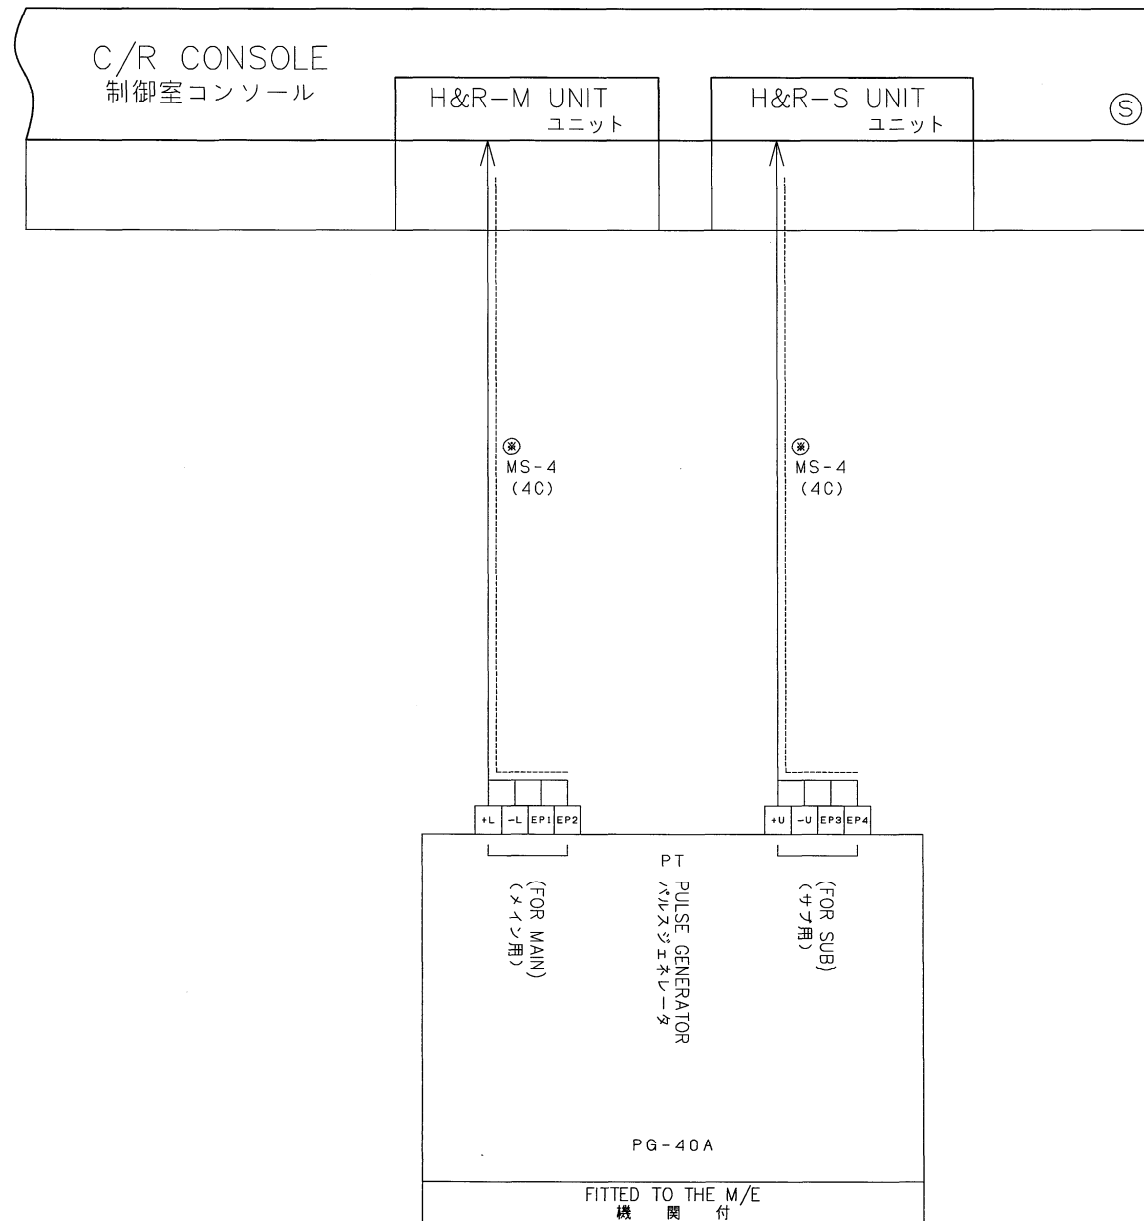 C/R CONSOLE
制御室コンソール
H&R-M UNIT
ユニット
H&R-S UNIT
ユニット
S
※
MS-4
(4C)
※
MS-4
(4C)
+L -L EP1 EP2
+U -U EP3 EP4
(FOR MAIN)
(メイン用)
PT
PULSE GENERATOR
パルスジェネレータ
(FOR SUB)
(サブ用)
PG-40A
FITTED TO THE M/E
機関付